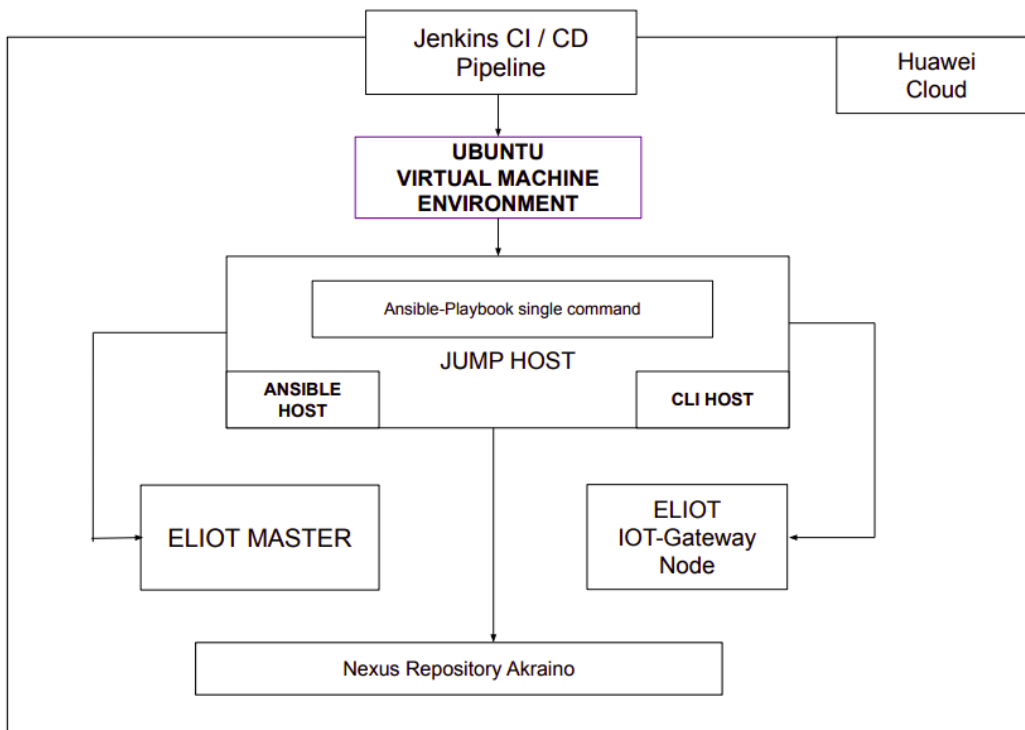 Jenkins CI / CD
Pipeline
Huawei
Cloud
UBUNTU
VIRTUAL MACHINE
ENVIRONMENT
Ansible-Playbook single command
JUMP HOST
ANSIBLE
HOST
CLI HOST
ELIOT MASTER
ELIOT
IOT-Gateway
Node
Nexus Repository Akraino